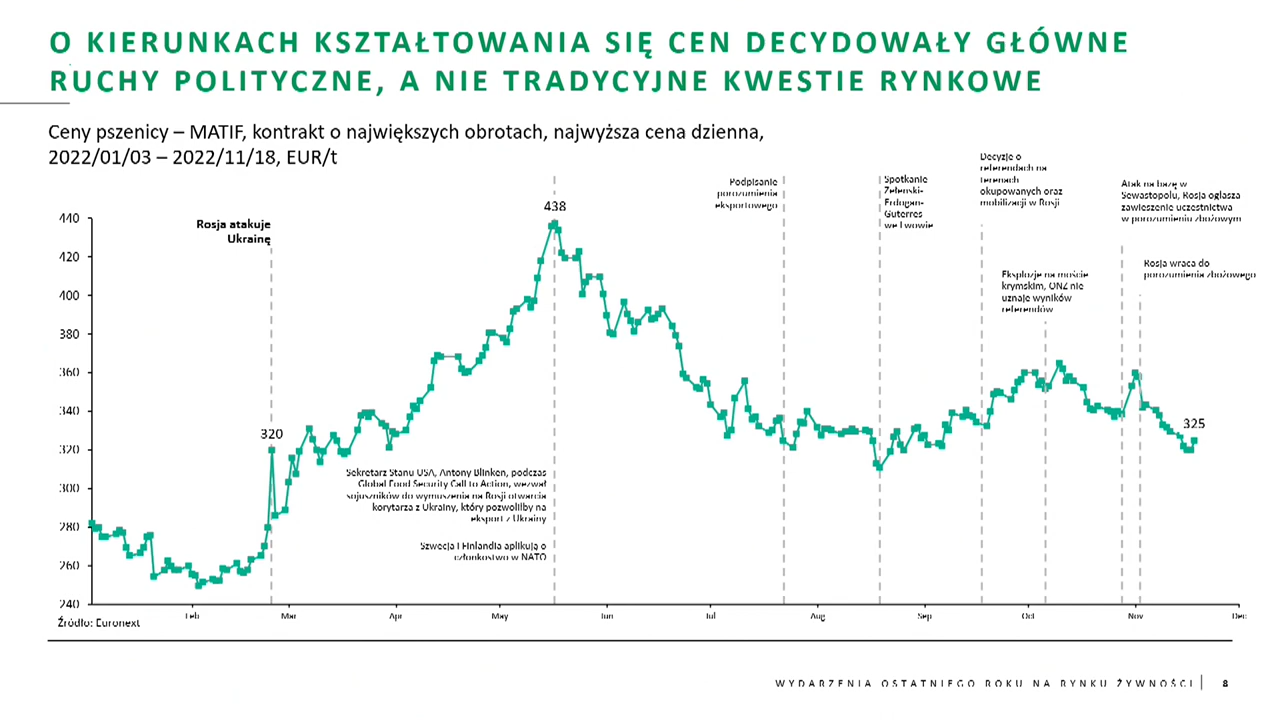 O KIERUNKACH KSZTAŁTOWANIA SIĘ CEN DECYDOWAŁY GŁÓWNE
RUCHY POLITYCZNE, A NIE TRADYCYJNE KWESTIE RYNKOWE
Ceny pszenicy – MATIF, kontrakt o największych obrotach, najwyższa cena dzienna,
2022/01/03 – 2022/11/18, EUR/t
Rosja atakuje
Ukrainę
320
438
Sekretarz Stanu USA, Antony Blinken, podczas
Global Food Security Call to Action, wezwał
sojuszników do wymuszenia na Rosji otwarcia
korytarza z Ukrainy, który pozwoliłby na
eksport z Ukrainy
Szwecja i Finlandia aplikują o
członkostwo w NATO
Podpisanie
porozumienia
eksportowego
Spotkanie
Zełenski-
Erdogan-
Guterres
we Lwowie
Decyzje o
referendach na
terenach
okupowanych oraz
mobilizacji w Rosji
Eksplozje na moście
krymskim, ONZ nie
uznaje wyników
referendów
Atak na bazę w
Sewastopolu, Rosja ogłasza
zawieszenie uczestnictwa
w porozumieniu zbożowym
Rosja wraca do
porozumienia zbożowego
325
440
420
400
380
360
340
320
300
280
260
240
Feb Mar Apr May Jun Jul Aug Sep Oct Nov Dec
Źródło: Euronext
WYDARZENIA OSTATNIEGO ROKU NA RYNKU ŻYWNOŚCI | 8